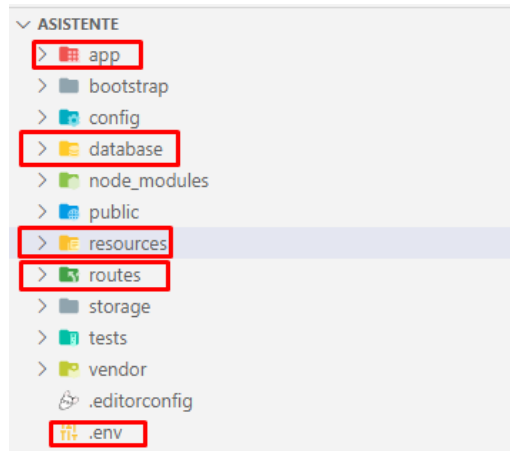 ASISTENTE
app
bootstrap
config
database
node_modules
public
resources
routes
storage
tests
vendor
.editorconfig
.env